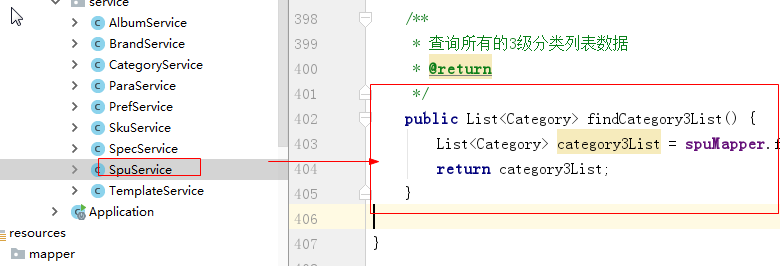 service
AlbumService
BrandService
CategoryService
ParaService
PrefService
SkuService
SpecService
SpuService
TemplateService
Application
resources
mapper
398 /**
399 * 查询所有的3级分类列表数据
400 * @return
401 */
402 public List<Category> findCategory3List() {
403 List<Category> category3List = spuMapper.f
404 return category3List;
405 }
406
407 }